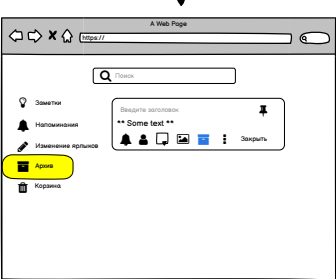 A Web Page
https://
Поиск
Заметки
Напоминания
Изменение ярлыков
Архив
Корзина
Введите заголовок
** Some text **
Закрыть